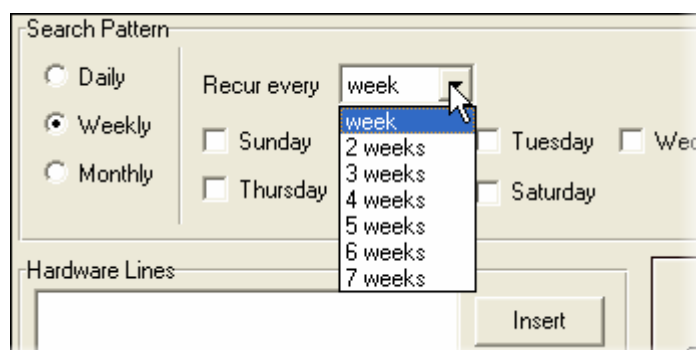 Search Pattern
Daily
Recur every week
Weekly
week
Sunday
2 weeks
Tuesday
Wed
3 weeks
Monthly
Thursday
4 weeks
Saturday
5 weeks
6 weeks
Hardware Lines
7 weeks
Insert